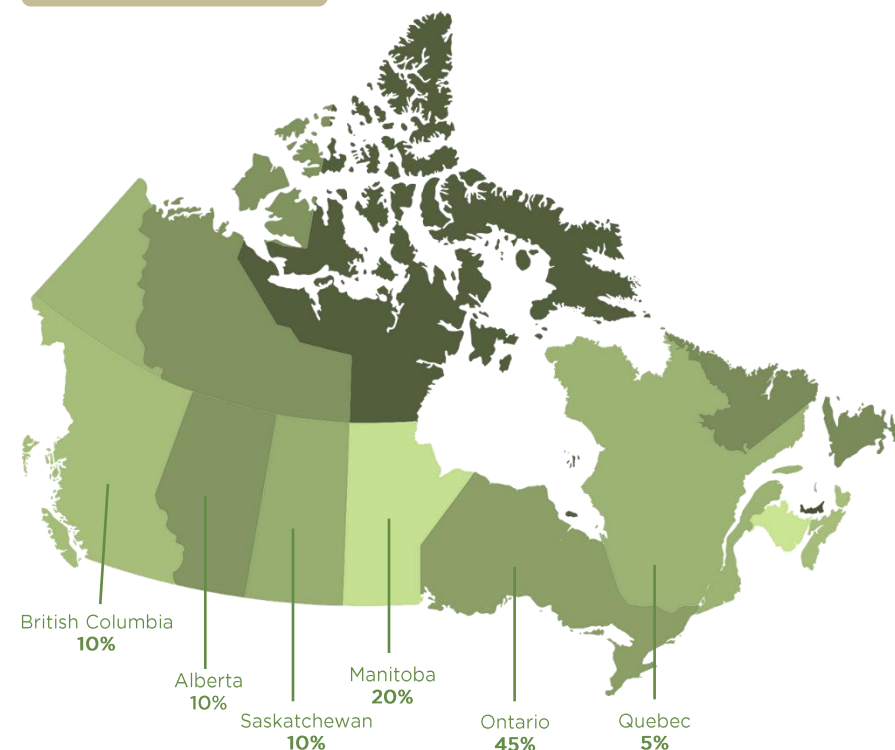 British Columbia
10%
Alberta
10%
Saskatchewan
10%
Manitoba
20%
Ontario
45%
Quebec
5%